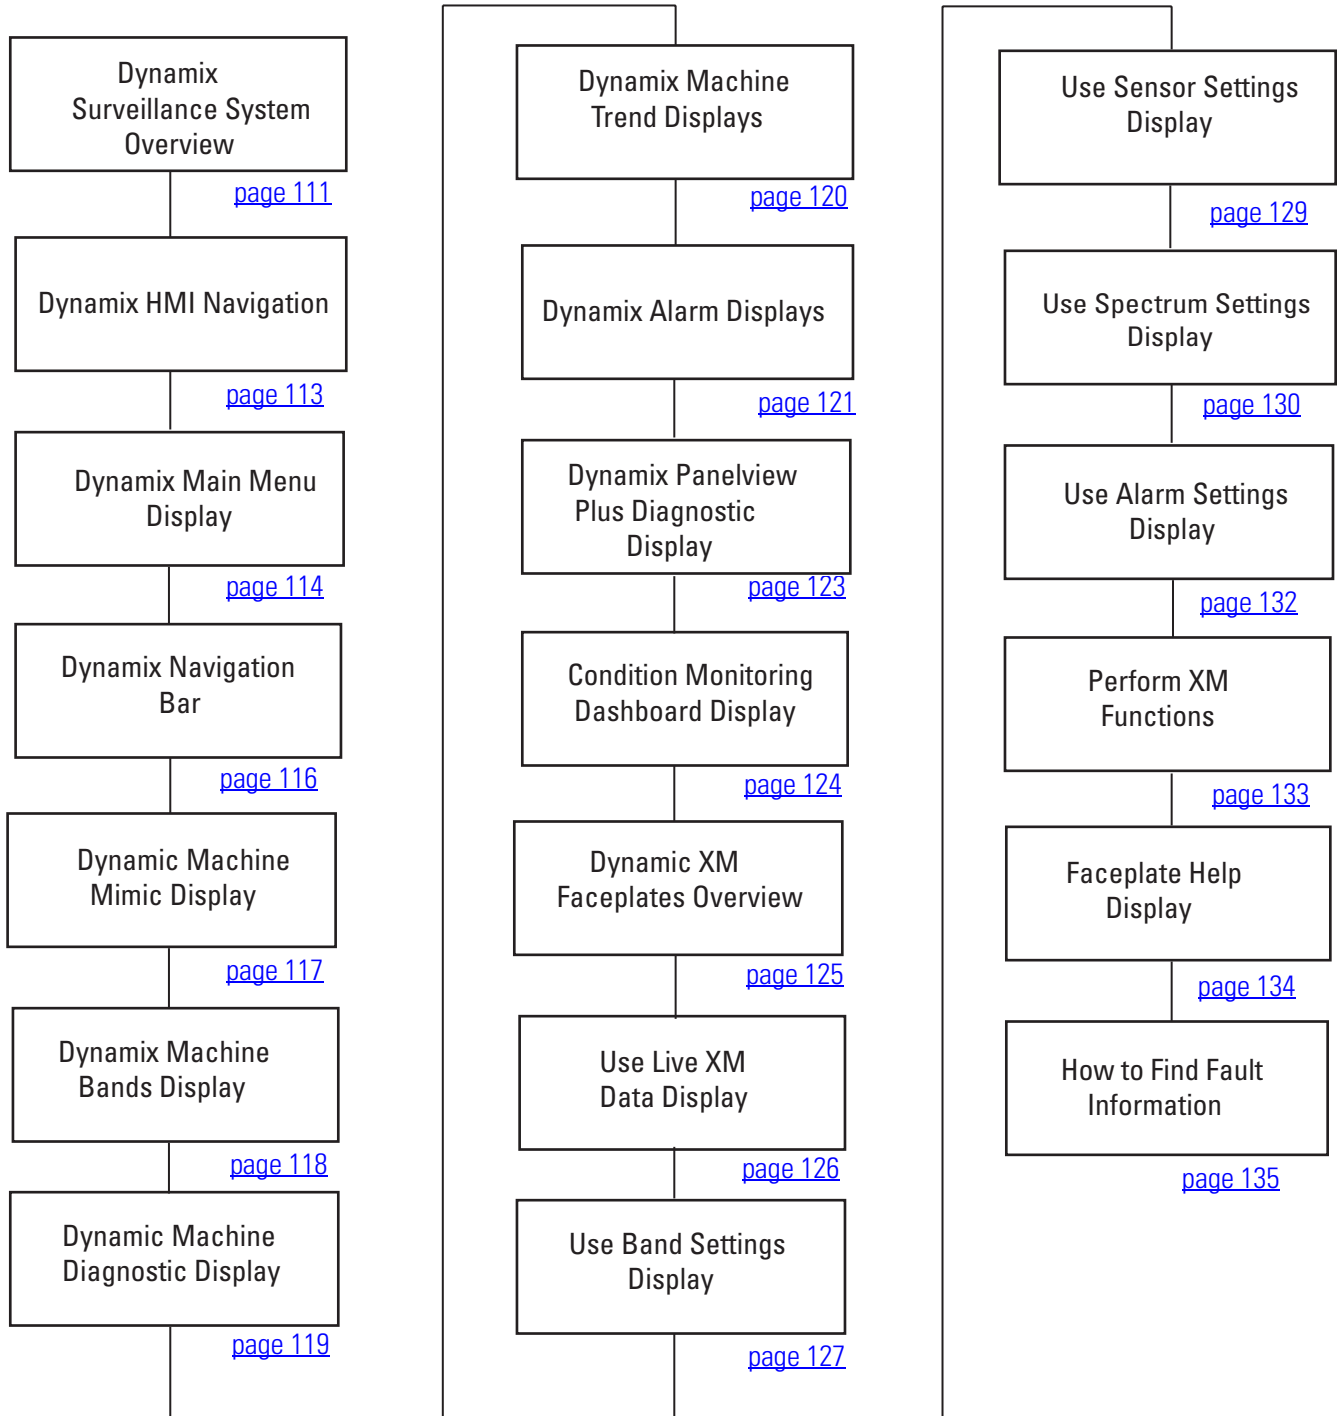 Dynamix
Surveillance System
Overview
page 111
Dynamix HMI Navigation
page 113
Dynamix Main Menu
Display
page 114
Dynamix Navigation
Bar
page 116
Dynamic Machine
Mimic Display
page 117
Dynamix Machine
Bands Display
page 118
Dynamic Machine
Diagnostic Display
page 119
Dynamix Machine
Trend Displays
page 120
Dynamix Alarm Displays
page 121
Dynamix Panelview
Plus Diagnostic
Display
page 123
Condition Monitoring
Dashboard Display
page 124
Dynamic XM
Faceplates Overview
page 125
Use Live XM
Data Display
page 126
Use Band Settings
Display
page 127
Use Sensor Settings
Display
page 129
Use Spectrum Settings
Display
page 130
Use Alarm Settings
Display
page 132
Perform XM
Functions
page 133
Faceplate Help
Display
page 134
How to Find Fault
Information
page 135